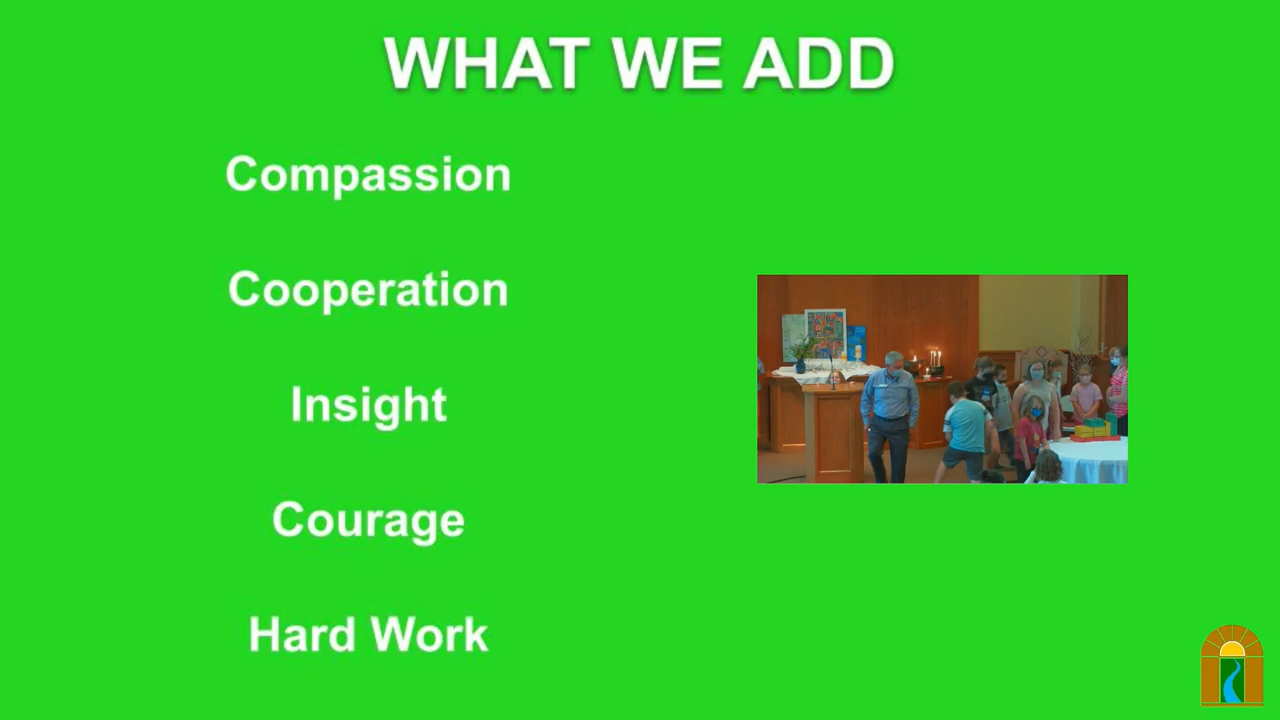 WHAT WE ADD
Compassion
Cooperation
Insight
Courage
Hard Work